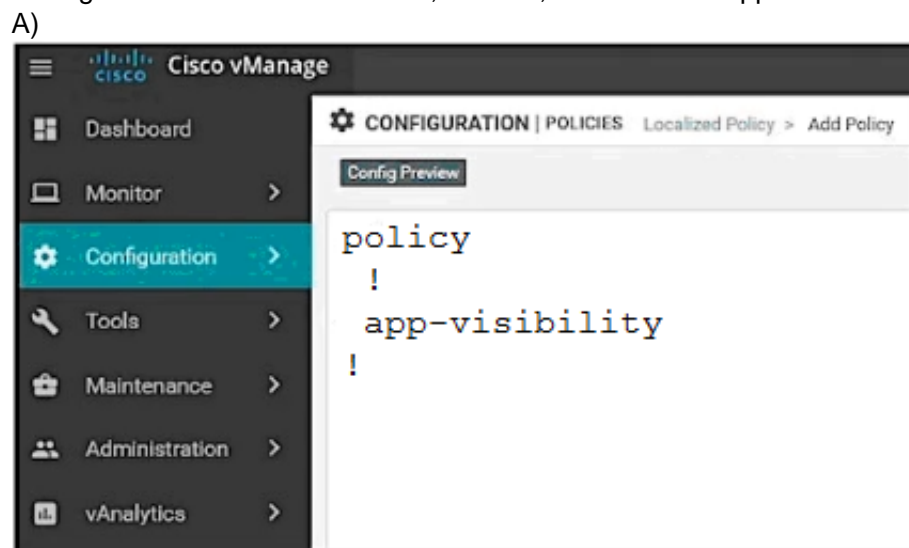 A)
CISCO Cisco vManage
Dashboard
CONFIGURATION | POLICIES Localized Policy > Add Policy
Config Preview
Monitor >
policy
!
Configuration >
app-visibility
Tools >
!
Maintenance >
Administration >
vAnalytics >